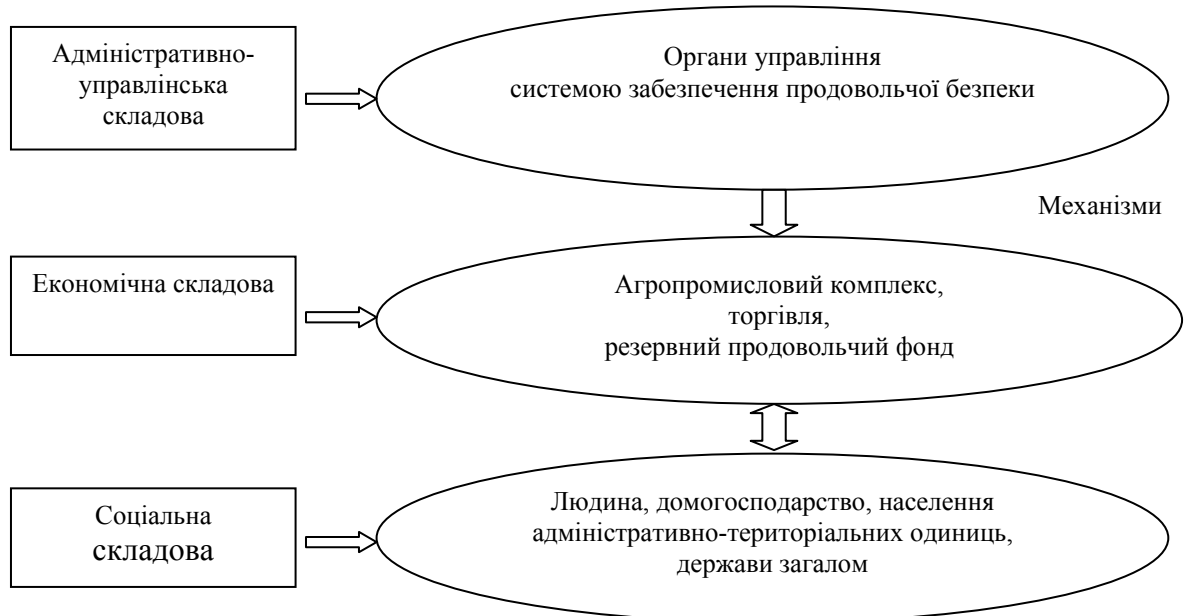 Адміністративно-
управлінська
складова
Органи управління
системою забезпечення продовольчої безпеки
Механізми
Економічна складова
Агропромисловий комплекс,
торгівля,
резервний продовольчий фонд
Соціальна
складова
Людина, домогосподарство, населення
адміністративно-територіальних одиниць,
держави загалом